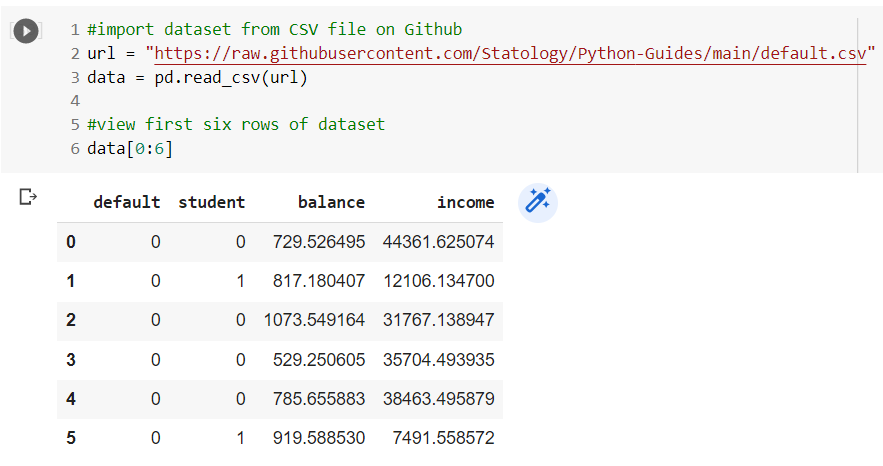 1 #import dataset from CSV file on Github
2 url = "https://raw.githubusercontent.com/Statology/Python-Guides/main/default.csv"
3 data = pd.read_csv(url)
4
5 #view first six rows of dataset
6 data[0:6]
default student balance income
0 0 0 729.526495 44361.625074
1 0 1 817.180407 12106.134700
2 0 0 1073.549164 31767.138947
3 0 0 529.250605 35704.493935
4 0 0 785.655883 38463.495879
5 0 1 919.588530 7491.558572